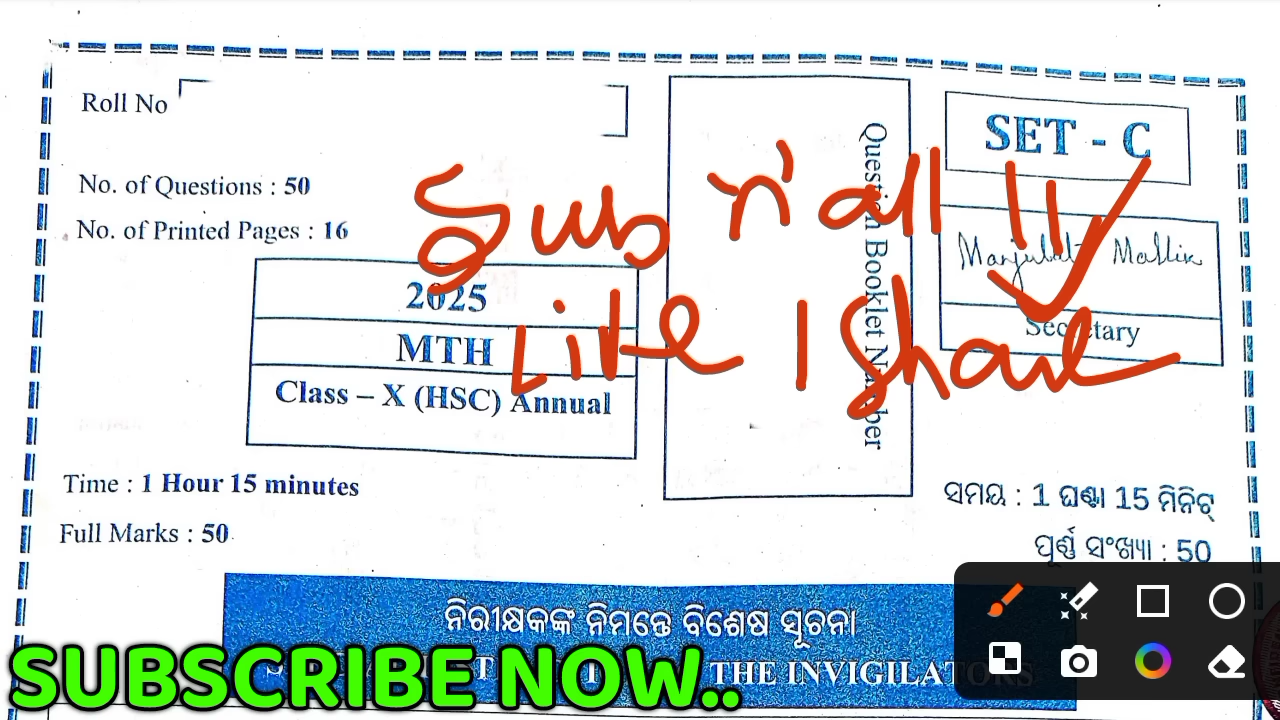 Roll No
SET - C
No. of Questions : 50
No. of Printed Pages : 16
Question Booklet Number
Sub n' all !!
Like / Share
Manjulata Mallik
Secretary
2025
MTH
Class – X (HSC) Annual
Time : 1 Hour 15 minutes
Full Marks : 50
ସମୟ : 1 ଘଣ୍ଟା 15 ମିନିଟ୍
ପୂର୍ଣ୍ଣ ସଂଖ୍ୟା : 50
ନିରୀକ୍ଷକଙ୍କ ନିମନ୍ତେ ବିଶେଷ ସୂଚନା
THE INVIGILATORS
SUBSCRIBE NOW..